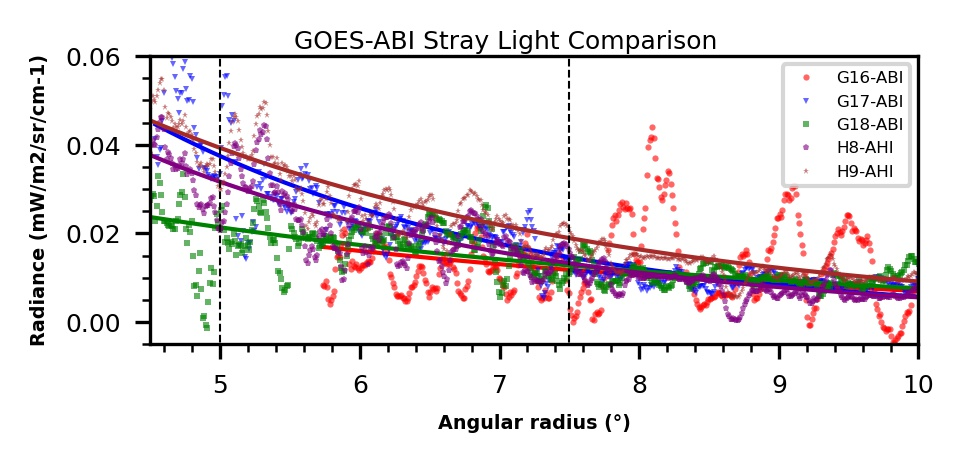 GOES-ABI Stray Light Comparison
Radiance (mW/m2/sr/cm-1)
0.06
0.04
0.02
0.00
G16-ABI
G17-ABI
G18-ABI
H8-AHI
H9-AHI
5 6 7 8 9 10
Angular radius (°)